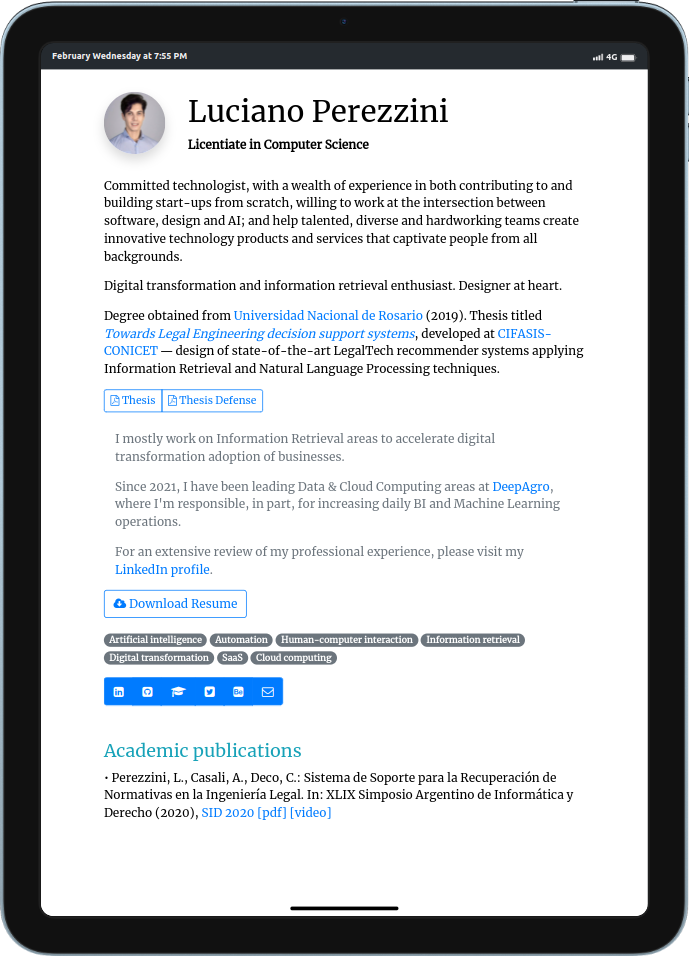 February Wednesday at 7:55 PM
4G
Luciano Perezzini
Licentiate in Computer Science
Committed technologist, with a wealth of experience in both contributing to and
building start-ups from scratch, willing to work at the intersection between
software, design and AI; and help talented, diverse and hardworking teams create
innovative technology products and services that captivate people from all
backgrounds.
Digital transformation and information retrieval enthusiast. Designer at heart.
Degree obtained from Universidad Nacional de Rosario (2019). Thesis titled
Towards Legal Engineering decision support systems, developed at CIFASIS-
CONICET — design of state-of-the-art LegalTech recommender systems applying
Information Retrieval and Natural Language Processing techniques.
Thesis Thesis Defense
I mostly work on Information Retrieval areas to accelerate digital
transformation adoption of businesses.
Since 2021, I have been leading Data & Cloud Computing areas at DeepAgro,
where I'm responsible, in part, for increasing daily BI and Machine Learning
operations.
For an extensive review of my professional experience, please visit my
LinkedIn profile.
Download Resume
Artificial intelligence Automation Human-computer interaction Information retrieval
Digital transformation SaaS Cloud computing
Academic publications
• Perezzini, L., Casali, A., Deco, C.: Sistema de Soporte para la Recuperación de
Normativas en la Ingeniería Legal. In: XLIX Simposio Argentino de Informática y
Derecho (2020), SID 2020 [pdf] [video]